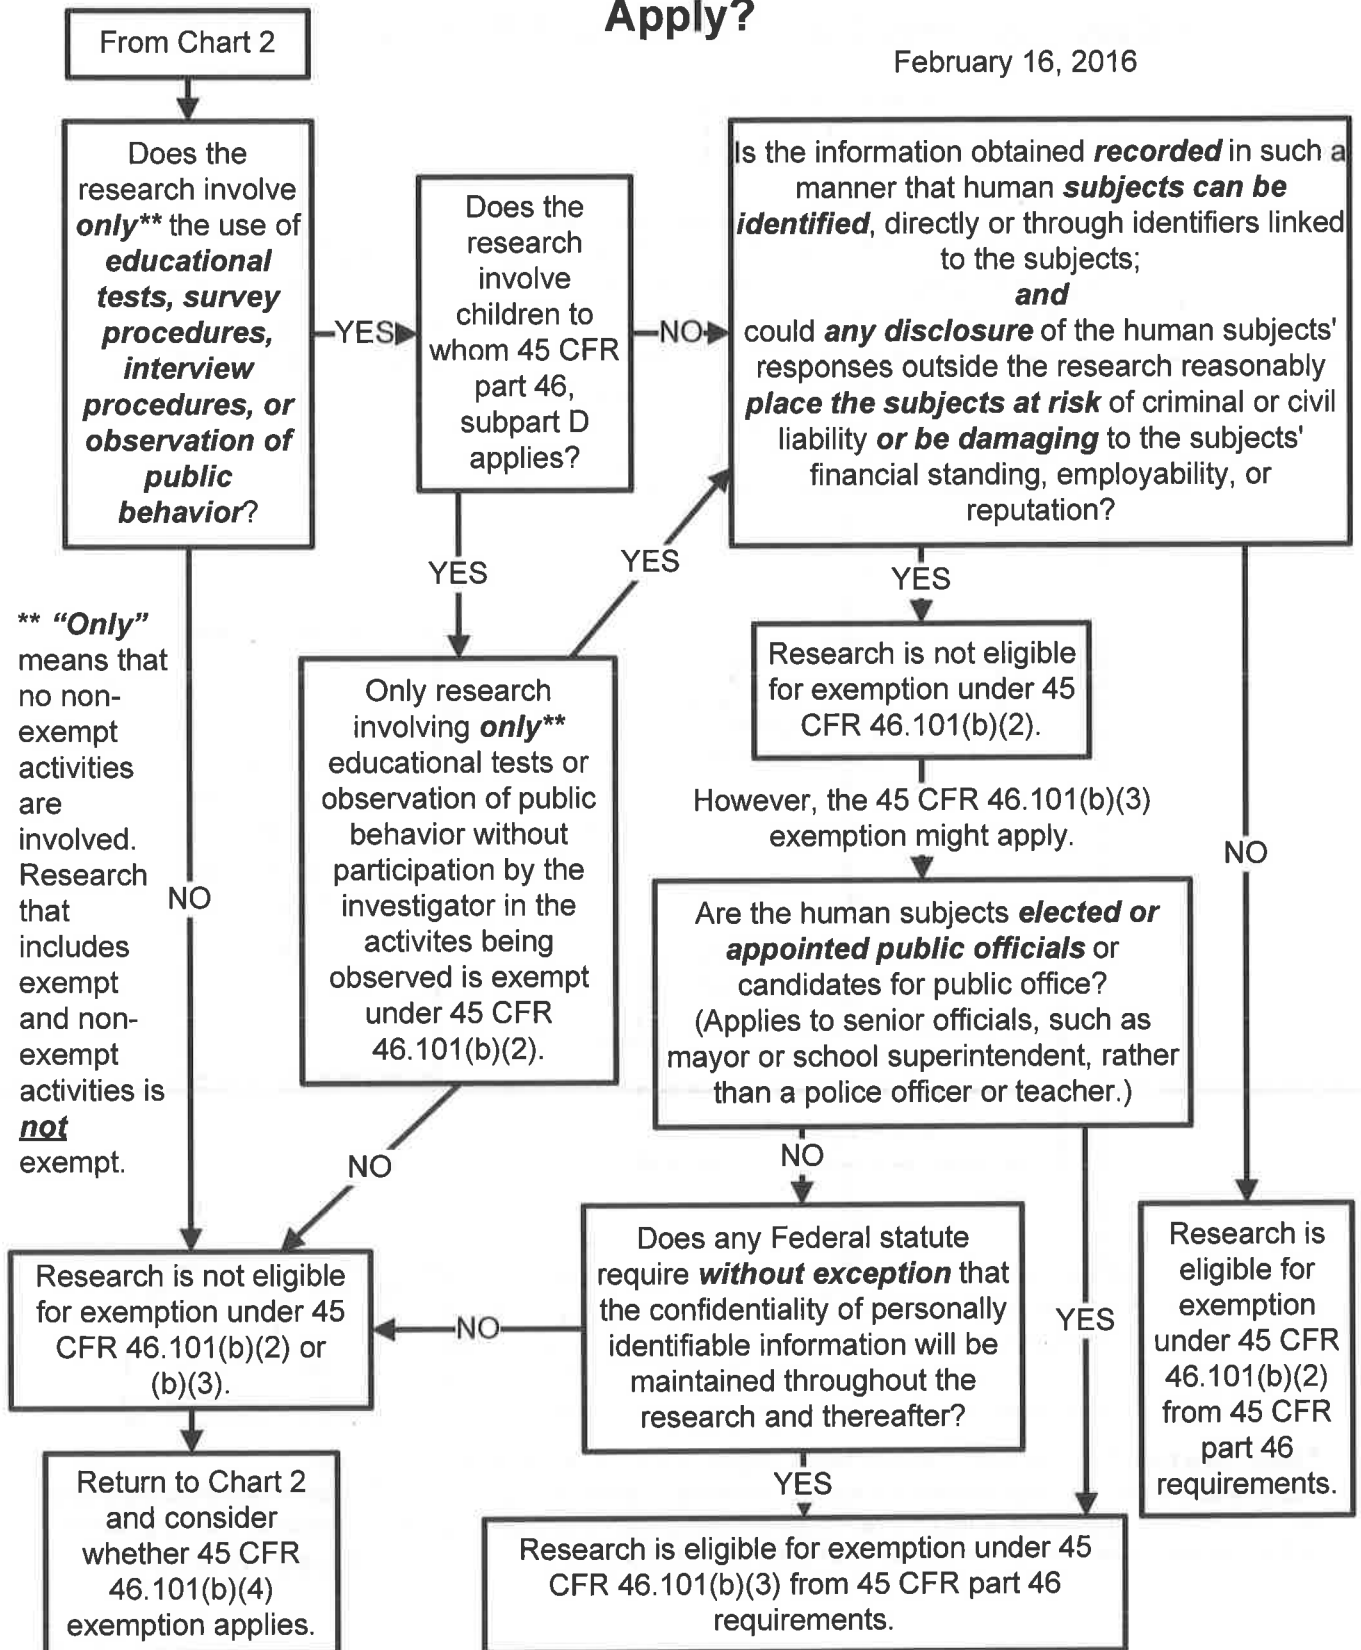 Apply?
From Chart 2
February 16, 2016
Does the
research involve
only** the use of
educational
tests, survey
procedures,
interview
procedures, or
observation of
public
behavior?
YES
Does the
research
involve
children to
whom 45 CFR
part 46,
subpart D
applies?
NO
Is the information obtained recorded in such a
manner that human subjects can be
identified, directly or through identifiers linked
to the subjects;
and
could any disclosure of the human subjects'
responses outside the research reasonably
place the subjects at risk of criminal or civil
liability or be damaging to the subjects'
financial standing, employability, or
reputation?
YES
YES
YES
NO
NO
** “Only”
means that
no non-
exempt
activities
are
involved.
Research
that
includes
exempt
and non-
exempt
activities is
not
exempt.
Only research
involving only**
educational tests or
observation of public
behavior without
participation by the
investigator in the
activites being
observed is exempt
under 45 CFR
46.101(b)(2).
NO
Research is not eligible
for exemption under 45
CFR 46.101(b)(2).
However, the 45 CFR 46.101(b)(3)
exemption might apply.
Are the human subjects elected or
appointed public officials or
candidates for public office?
(Applies to senior officials, such as
mayor or school superintendent, rather
than a police officer or teacher.)
NO
YES
Does any Federal statute
require without exception that
the confidentiality of personally
identifiable information will be
maintained throughout the
research and thereafter?
NO
YES
Research is not eligible
for exemption under 45
CFR 46.101(b)(2) or
(b)(3).
Return to Chart 2
and consider
whether 45 CFR
46.101(b)(4)
exemption applies.
Research is eligible for exemption under 45
CFR 46.101(b)(3) from 45 CFR part 46
requirements.
Research is
eligible for
exemption
under 45 CFR
46.101(b)(2)
from 45 CFR
part 46
requirements.